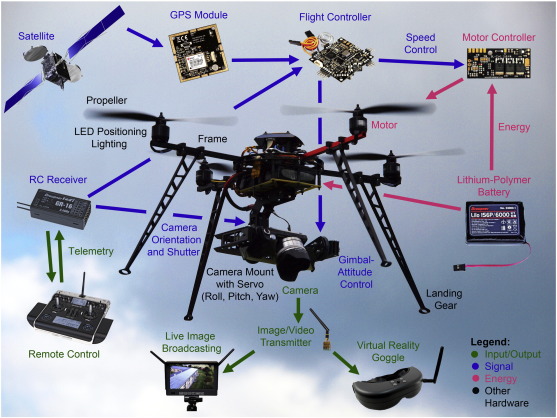 Satellite
GPS Module
Flight Controller
Speed
Control
Motor Controller
Propeller
LED Positioning
Lighting
Frame
Motor
Energy
RC Receiver
Lithium-Polymer
Battery
Camera
Orientation
and Shutter
Telemetry
Camera Mount
with Servo
(Roll, Pitch, Yaw)
Gimbal-
Attitude
Control
Landing
Gear
Camera
Remote Control
Live Image
Broadcasting
Image/Video
Transmitter
Virtual Reality
Goggle
Legend:
Input/Output
Signal
Energy
Other
Hardware